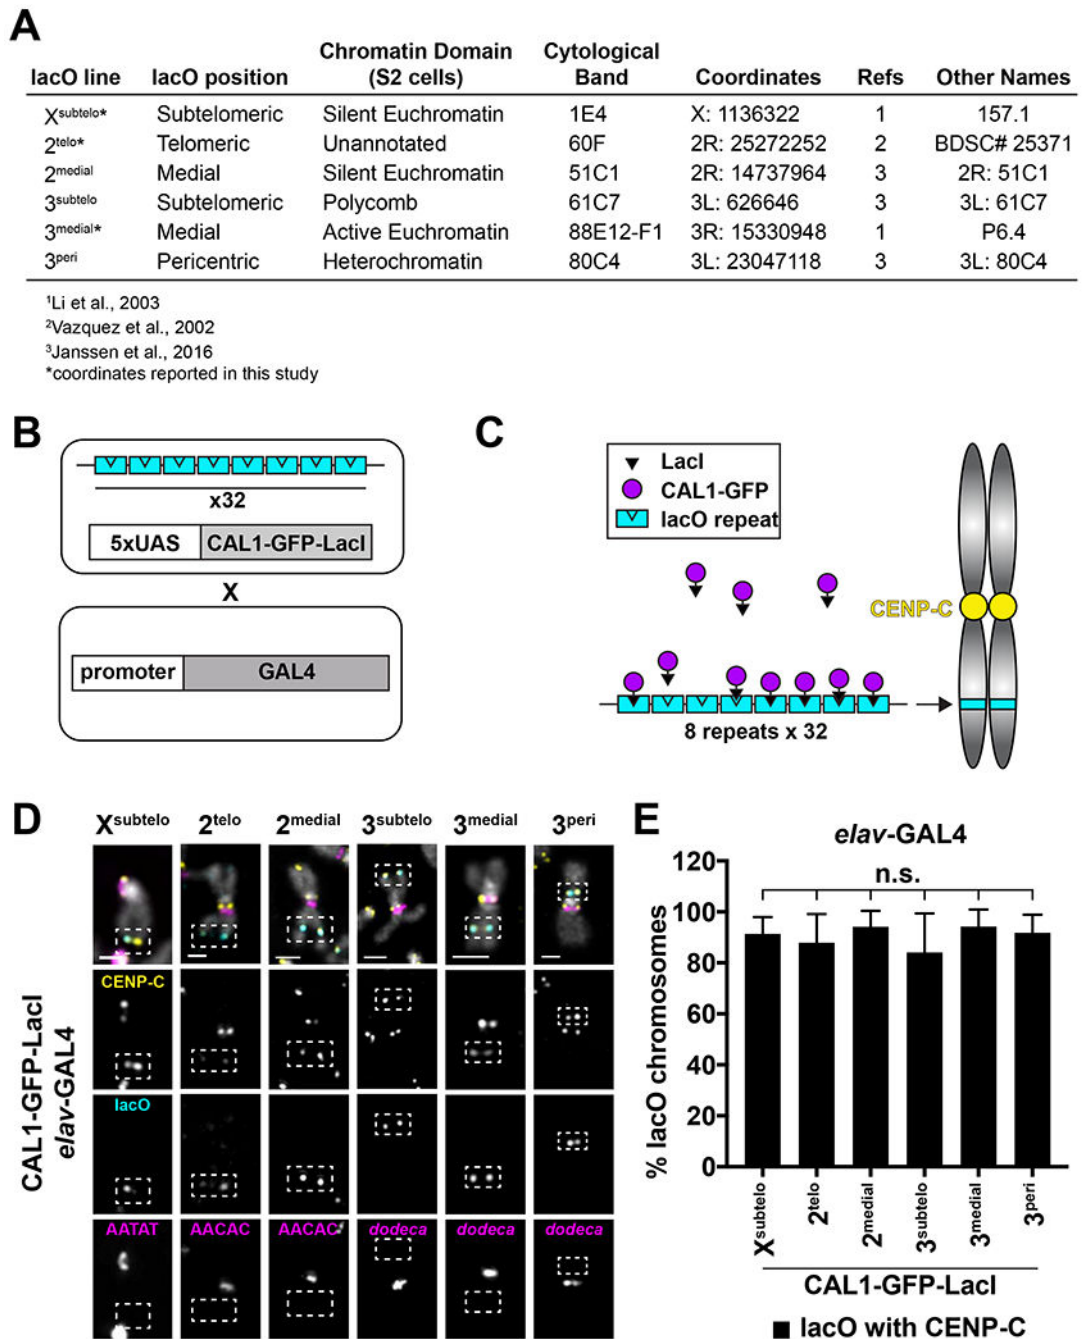 A
lacO line lacO position Chromatin Domain (S2 cells) Cytological Band Coordinates Refs Other Names
Xsubtelo* Subtelomeric Silent Euchromatin 1E4 X: 1136322 1 157.1
2telo* Telomeric Unannotated 60F 2R: 25272252 2 BDSC# 25371
2medial Medial Silent Euchromatin 51C1 2R: 14737964 3 2R: 51C1
3subtelo Subtelomeric Polycomb 61C7 3L: 626646 3 3L: 61C7
3medial* Medial Active Euchromatin 88E12-F1 3R: 15330948 1 P6.4
3peri Pericentric Heterochromatin 80C4 3L: 23047118 3 3L: 80C4
1Li et al., 2003
2Vazquez et al., 2002
3Janssen et al., 2016
*coordinates reported in this study
B
x32
5xUAS CAL1-GFP-LacI
X
promoter GAL4
C
LacI
CAL1-GFP
lacO repeat
CENP-C
8 repeats x 32
D
Xsubtelo 2telo 2medial 3subtelo 3medial 3peri
CAL1-GFP-LacI
elav-GAL4
CENP-C
lacO
AATAT AACAC AACAC dodeca dodeca dodeca
E
elav-GAL4
n.s.
% lacO chromosomes
120
100
80
60
40
20
0
Xsubtelo 2telo 2medial 3subtelo 3medial 3peri
CAL1-GFP-LacI
lacO with CENP-C